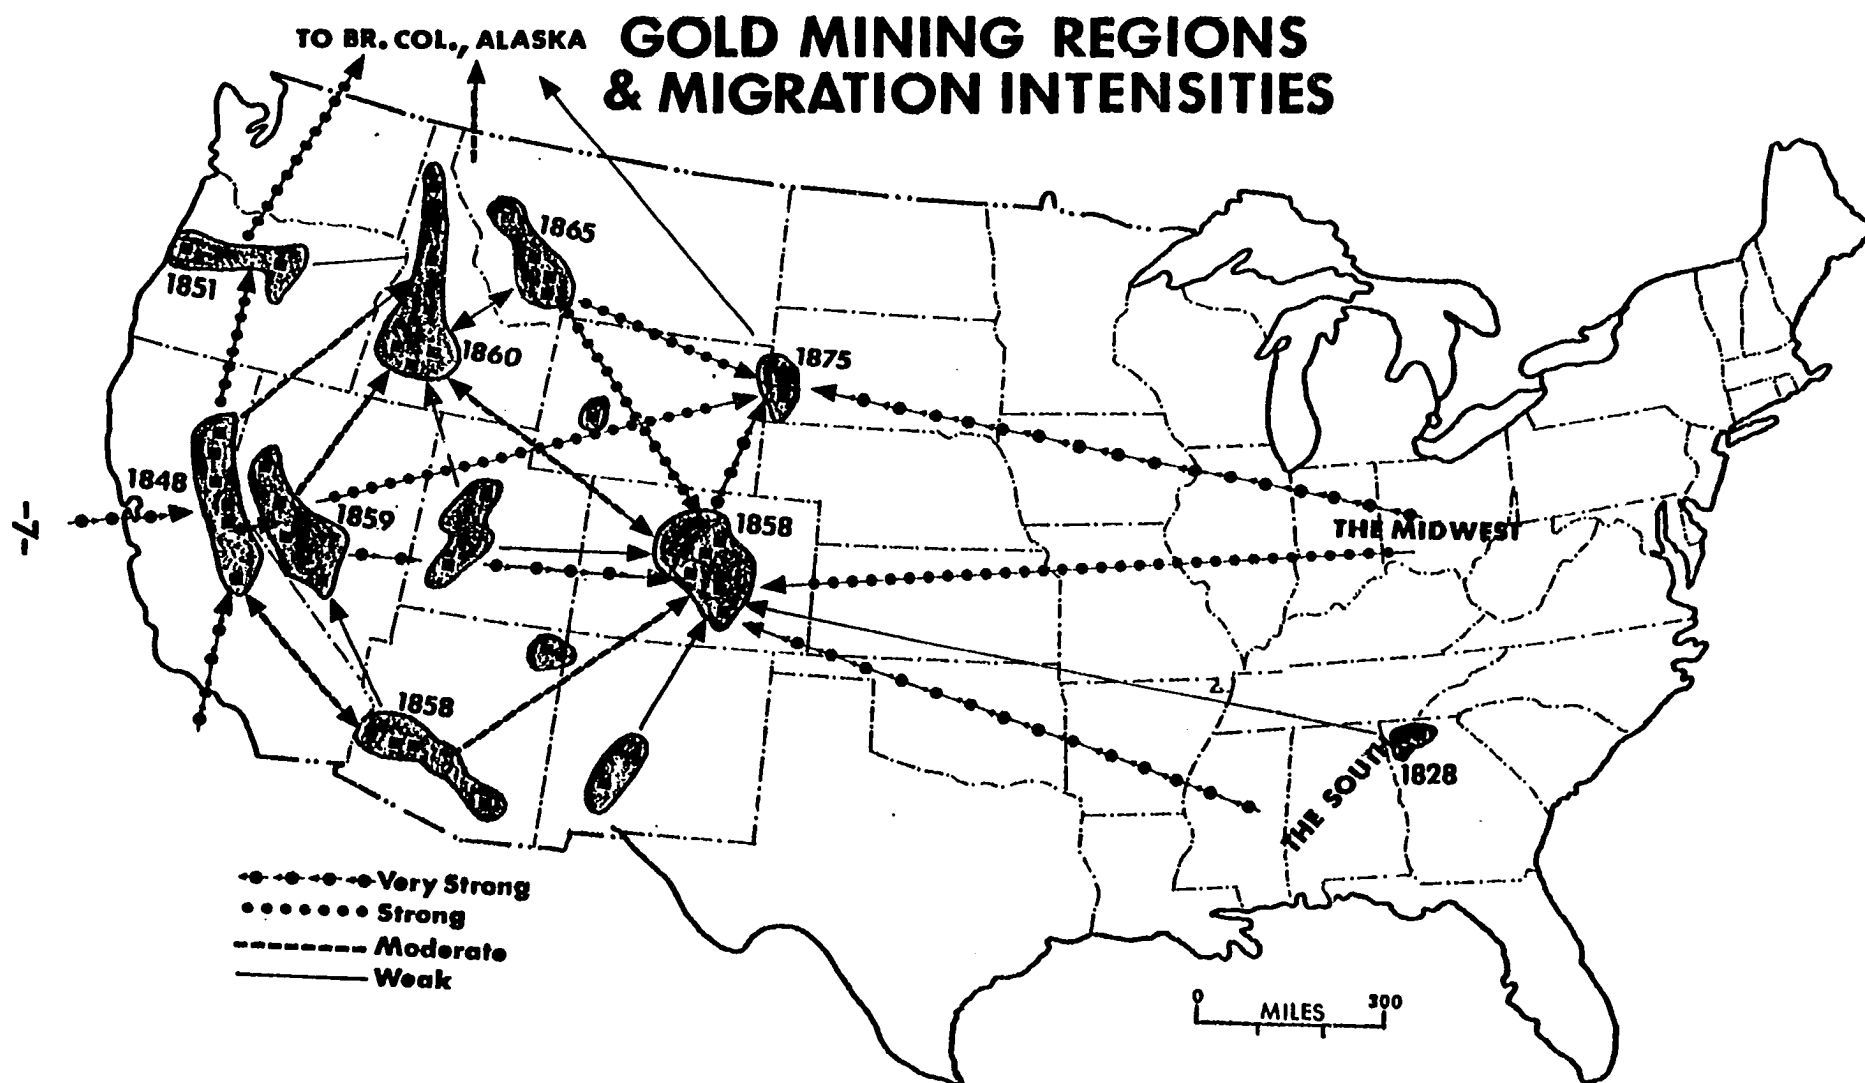 TO BR. COL., ALASKA
GOLD MINING REGIONS
& MIGRATION INTENSITIES
1865
1851
1860
1875
1848
1859
1858
THE MIDWEST
-7-
1858
THE SOUTH
1828
Very Strong
Strong
Moderate
Weak
0 MILES 300